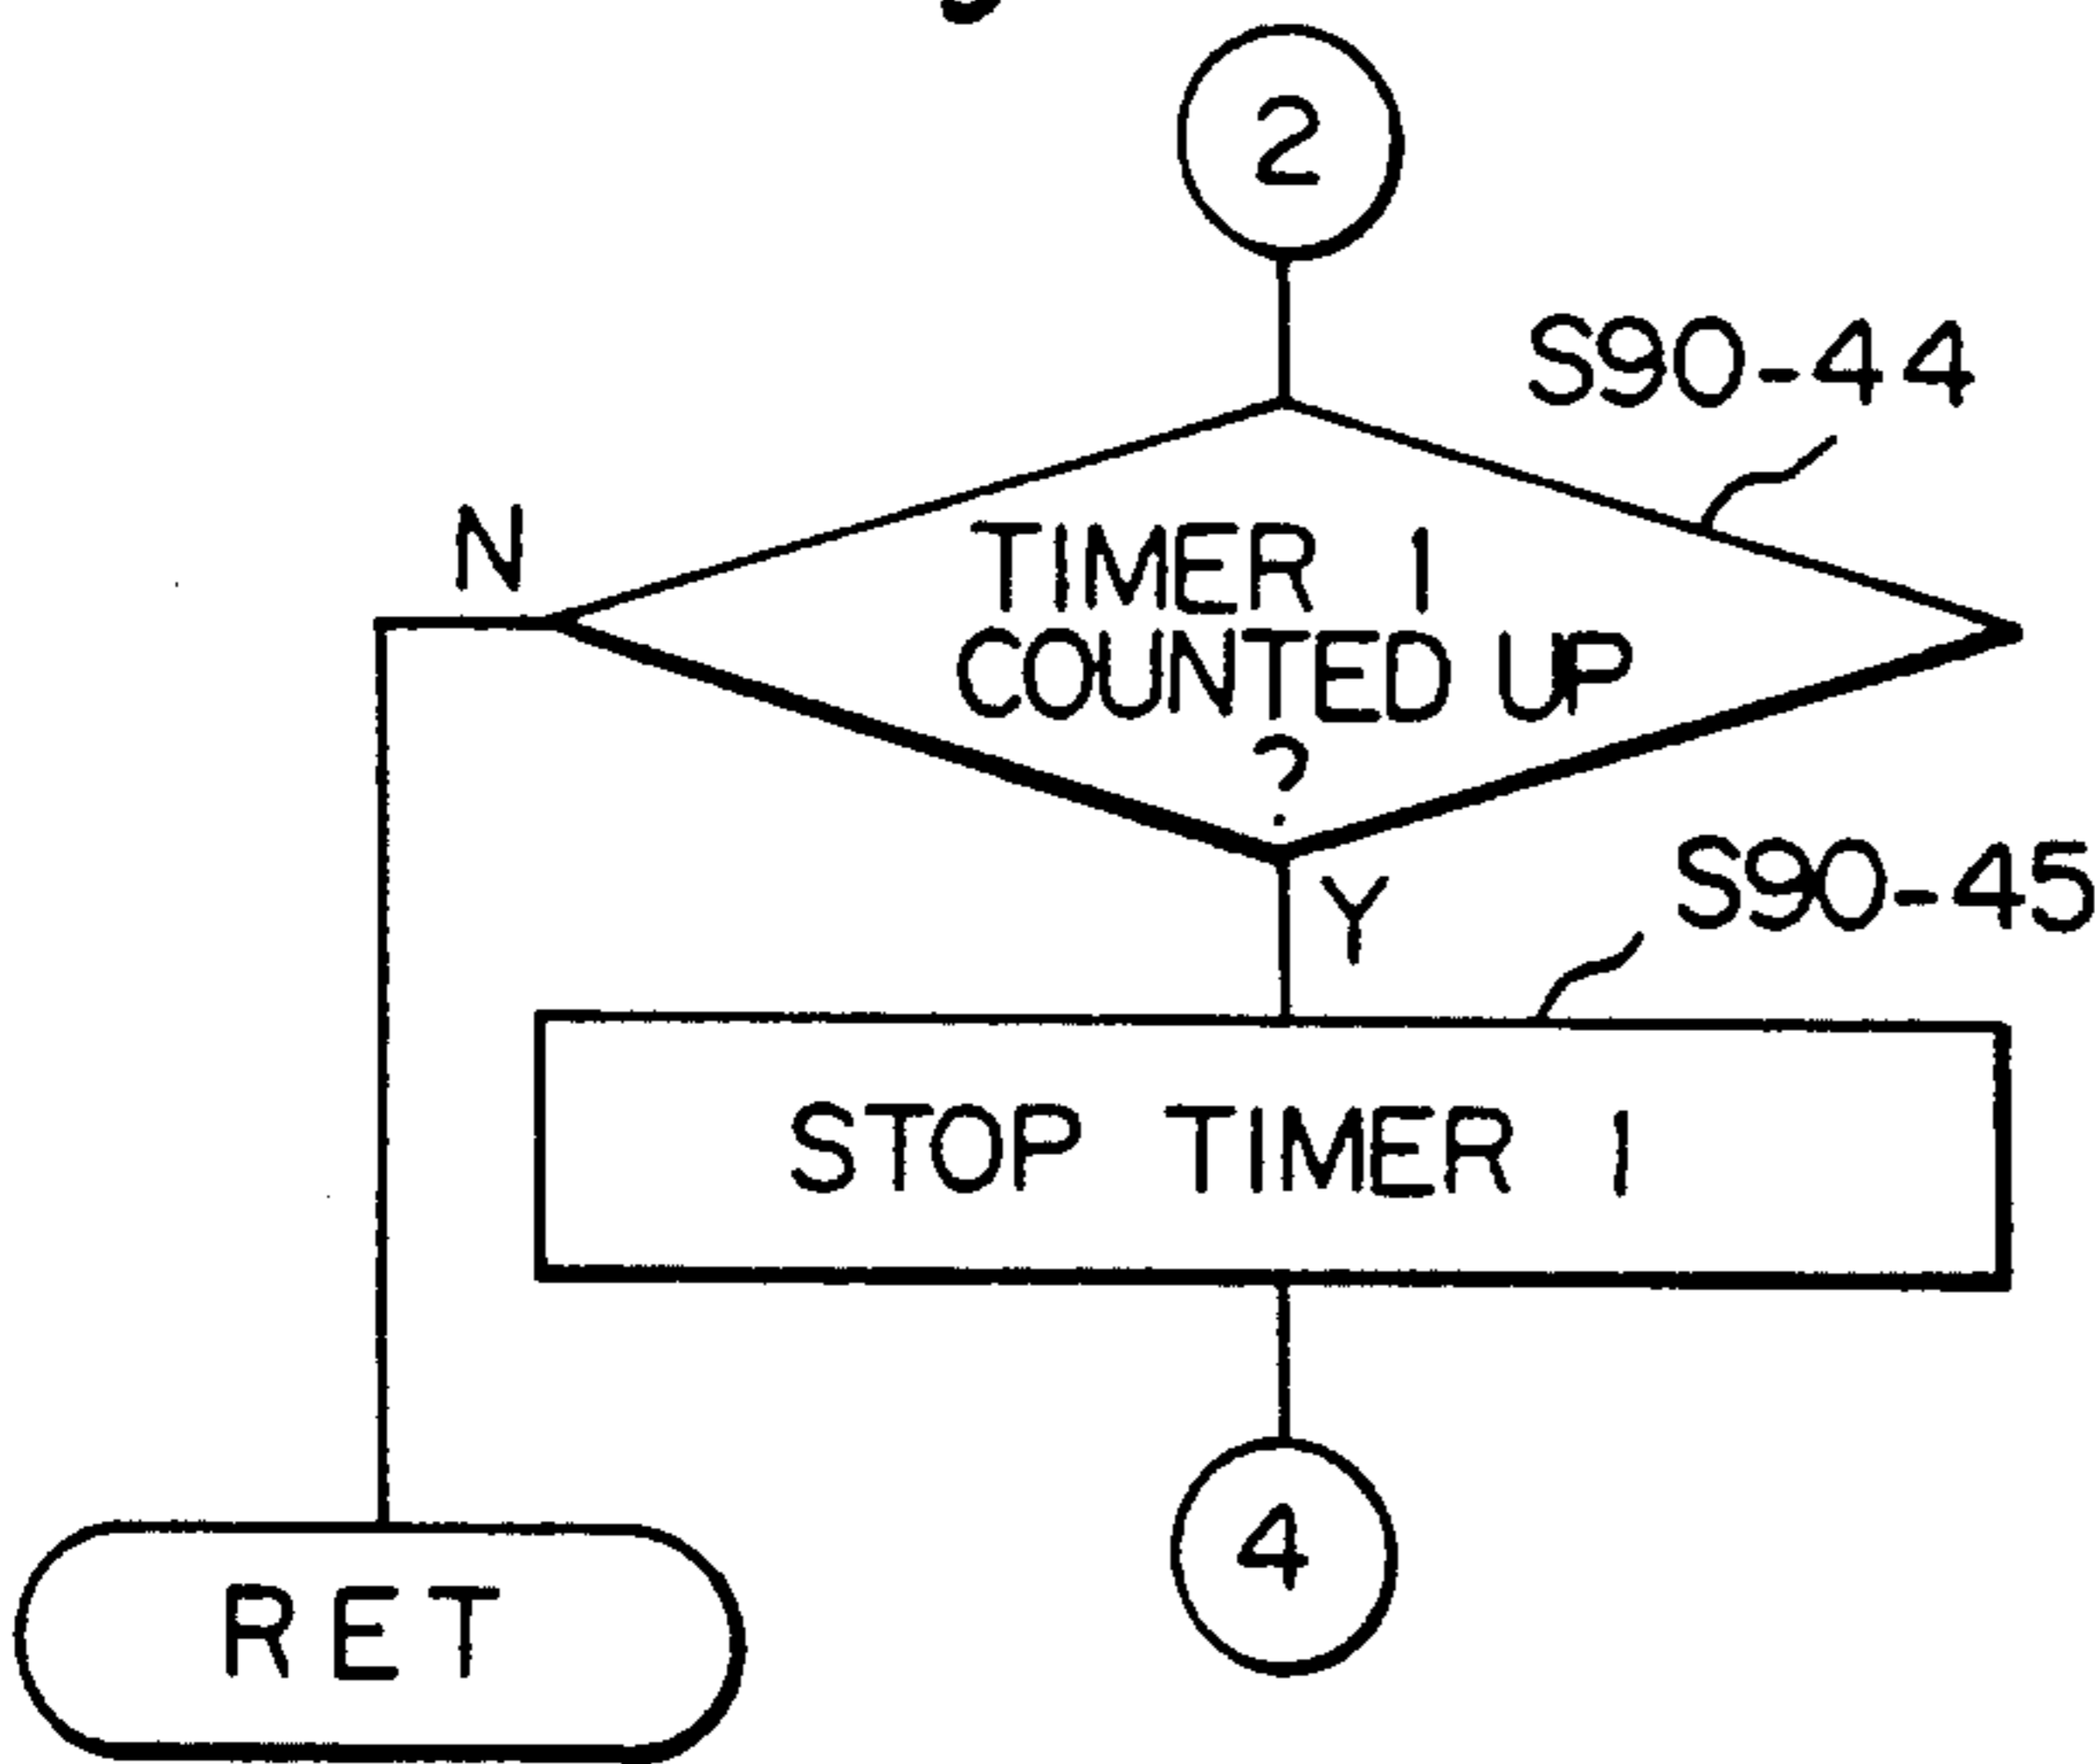 2
S90-44
N
TIMER 1
COUNTED UP
?
Y
S90-45
STOP TIMER 1
4
RET